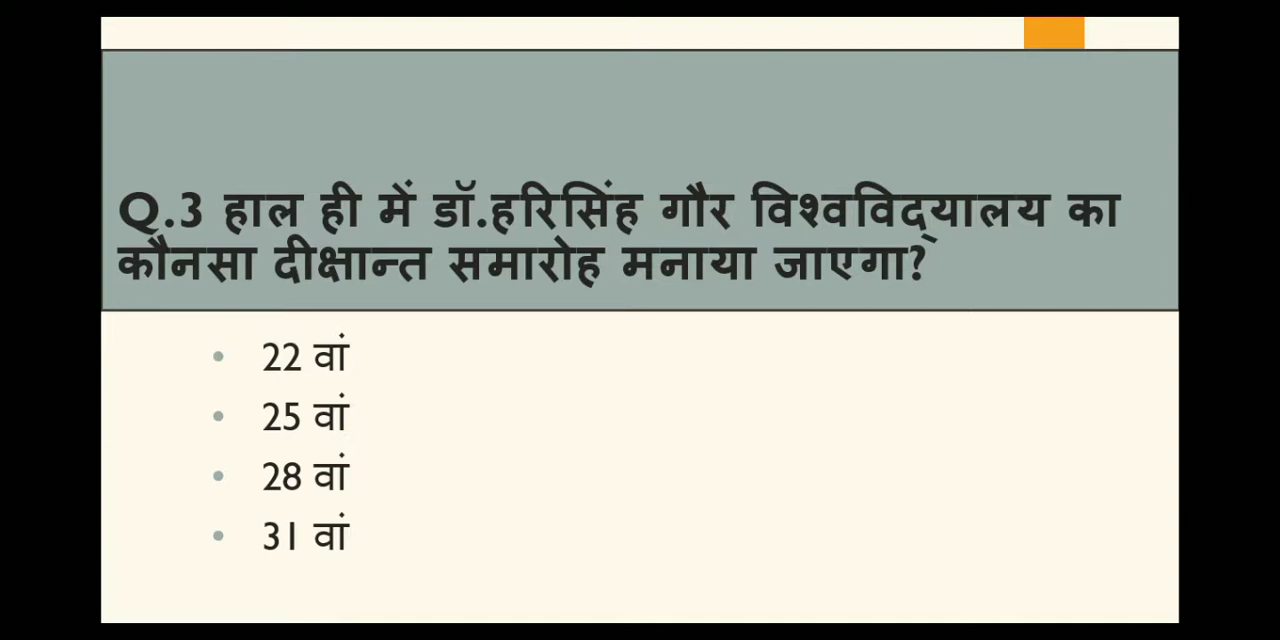 Q.3 हाल ही में डॉ.हरिसिंह गौर विश्वविद्यालय का
कौनसा दीक्षान्त समारोह मनाया जाएगा?
• 22 वां
• 25 वां
• 28 वां
• 31 वां